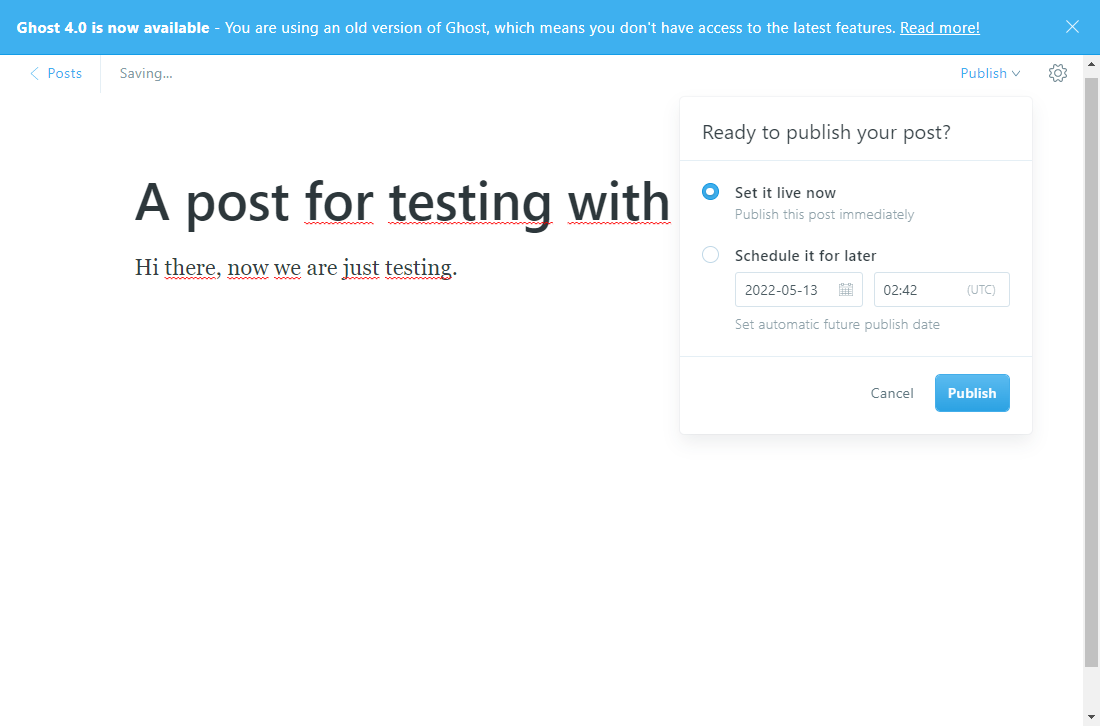 Ghost 4.0 is now available - You are using an old version of Ghost, which means you don't have access to the latest features. Read more!
Posts
Saving...
Publish
Ready to publish your post?
A post for testing with
Set it live now
Publish this post immediately
Hi there, now we are just testing.
Schedule it for later
2022-05-13
02:42
(UTC)
Set automatic future publish date
Cancel
Publish